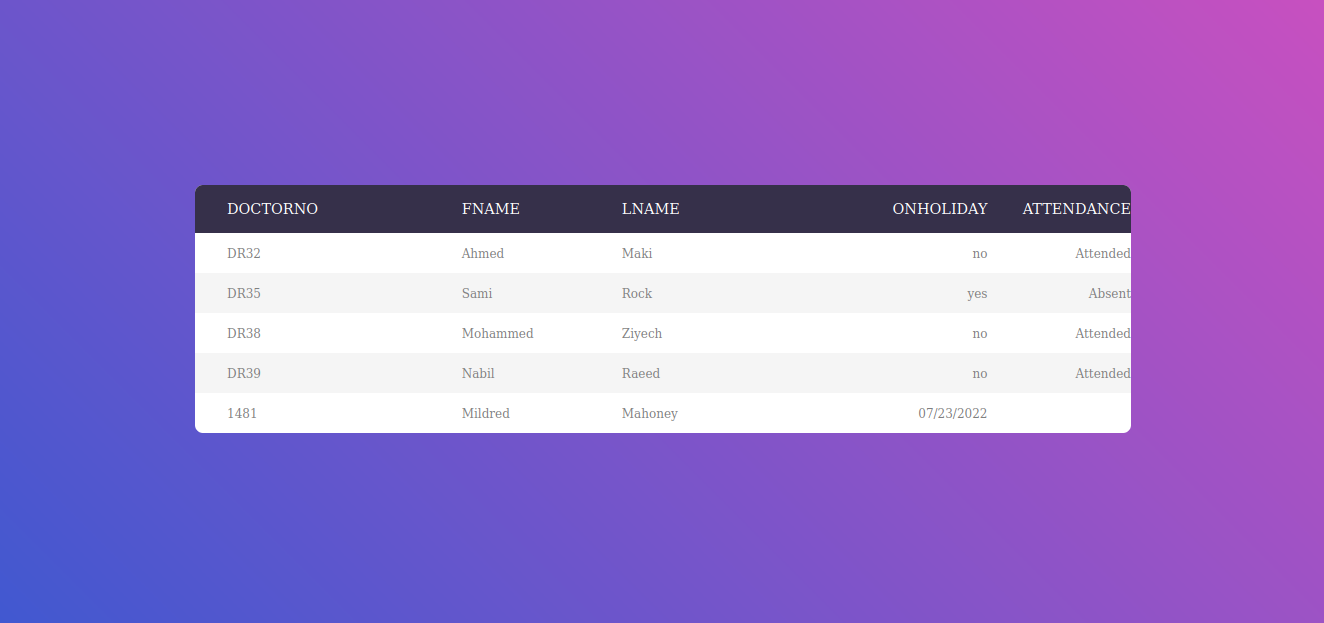 DOCTORNO FNAME LNAME ONHOLIDAY ATTENDANCE
DR32 Ahmed Maki no Attended
DR35 Sami Rock yes Absent
DR38 Mohammed Ziyech no Attended
DR39 Nabil Raeed no Attended
1481 Mildred Mahoney 07/23/2022